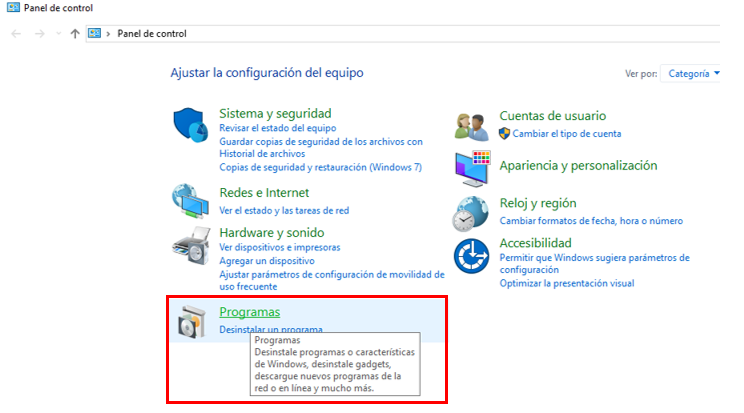 Panel de control
Panel de control
Ajustar la configuración del equipo
Ver por: Categoría
Sistema y seguridad
Revisar el estado del equipo
Guardar copias de seguridad de los archivos con
Historial de archivos
Copias de seguridad y restauración (Windows 7)
Redes e Internet
Ver el estado y las tareas de red
Hardware y sonido
Ver dispositivos e impresoras
Agregar un dispositivo
Ajustar parámetros de configuración de movilidad de
uso frecuente
Programas
Desinstalar un programa
Programas
Desinstale programas o características
de Windows, desinstale gadgets,
descargue nuevos programas de la
red o en línea y mucho más.
Cuentas de usuario
Cambiar el tipo de cuenta
Apariencia y personalización
Reloj y región
Cambiar formatos de fecha, hora o número
Accesibilidad
Permitir que Windows sugiera parámetros de
configuración
Optimizar la presentación visual